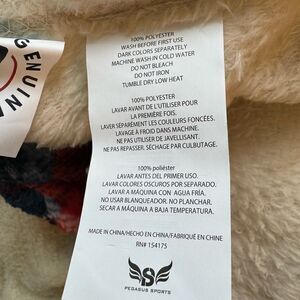 GENUIN
100% POLYESTER
WASH BEFORE FIRST USE
DARK COLORS SEPARATELY
MACHINE WASH IN COLD WATER
DO NOT BLEACH
DO NOT IRON
TUMBLE DRY LOW HEAT
100% POLYESTER
LAVAR AVANT DE L'UTILISER POUR
LA PREMIÈRE FOIS.
LAVER SÉPARÉMENT LES COULEURS FONCÉES.
LAVAGE À FROID DANS MACHINE.
NE PAS UTILISER DE JAVELLISANT.
NE PAS REPASSER. SÉCHAGE PAR CULBUTAGE.
100% poliéster
LAVAR ANTES DEL PRIMER USO.
LAVAR COLORES OSCUROS POR SEPARADO.
LAVAR A MÁQUINA CON AGUA FRÍA.
NO USAR BLANQUEADOR. NO PLANCHAR.
SECAR A MÁQUINA A BAJA TEMPERATURA.
MADE IN CHINA/HECHO EN CHINA/FABRIQUÉ EN CHINE
RN# 154175
PEGASUS SPORTS